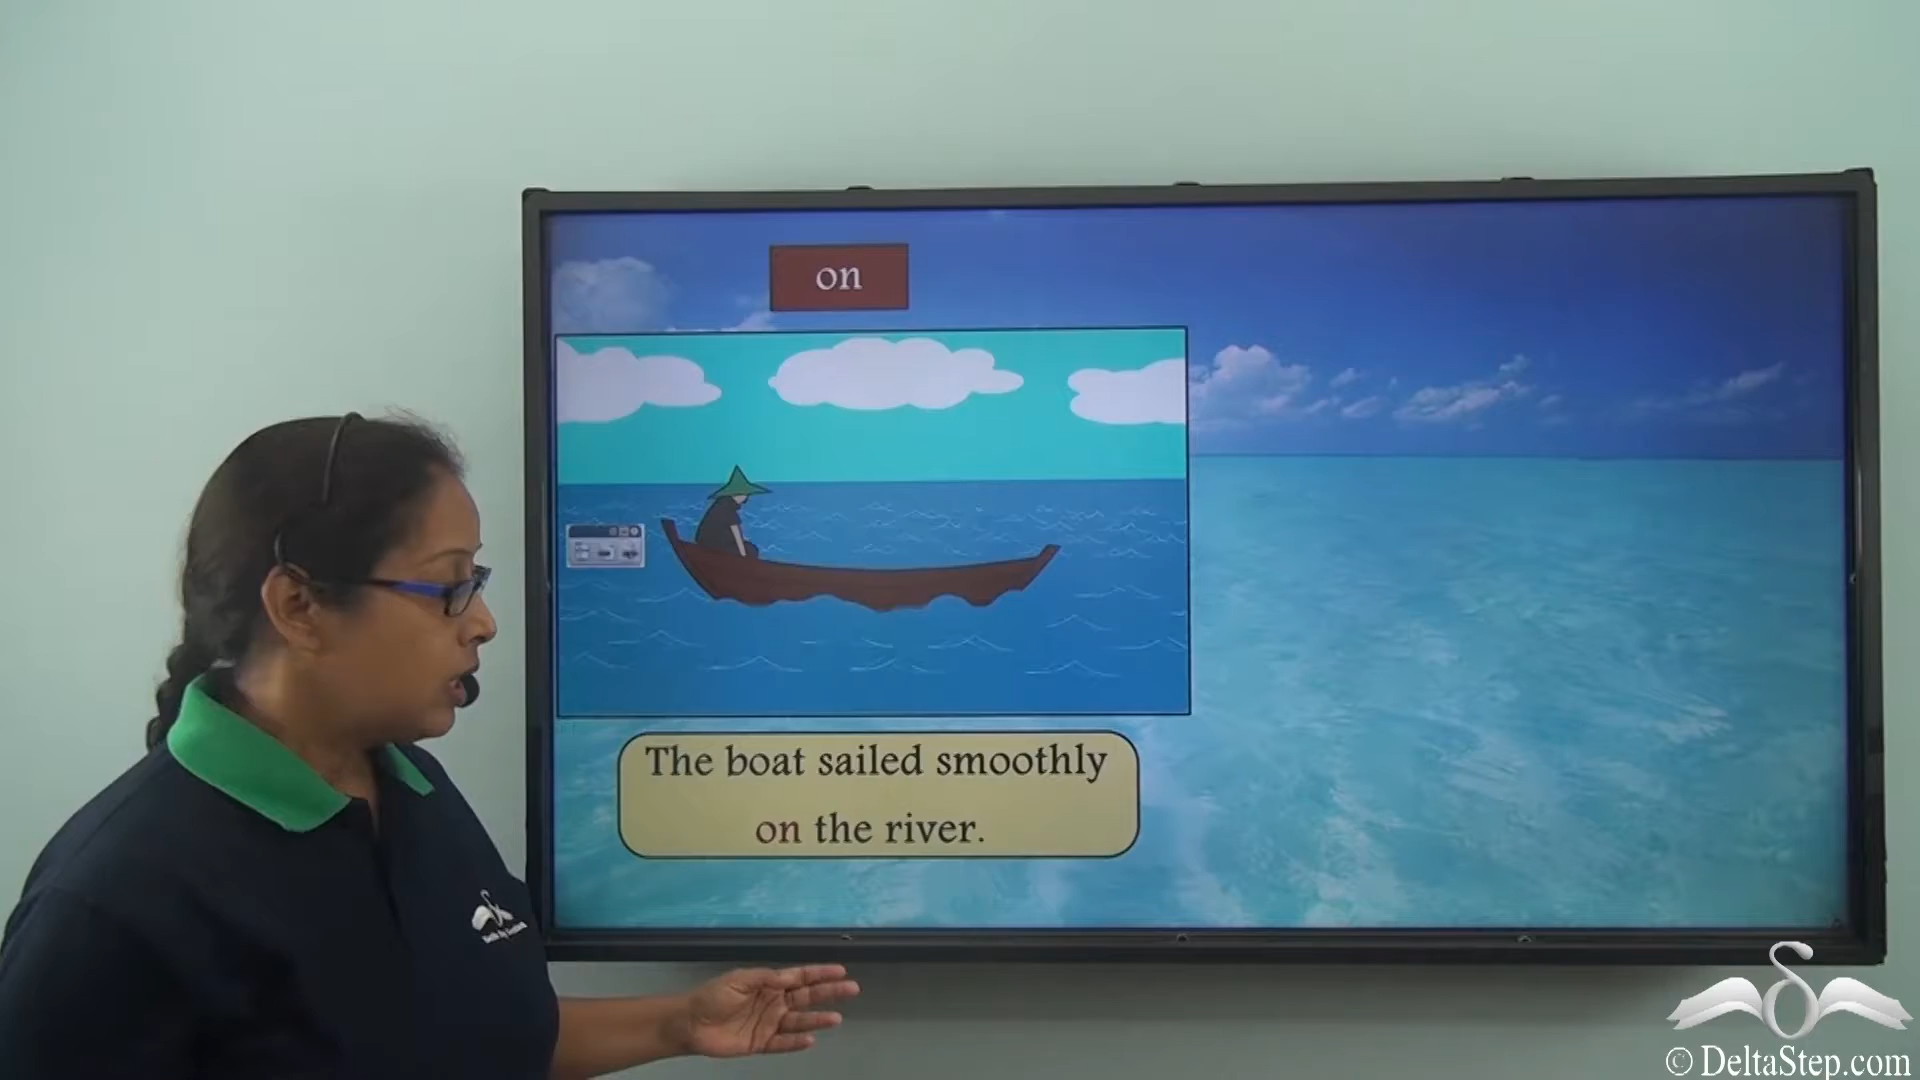 on
The boat sailed smoothly
on the river.
© DeltaStep.com